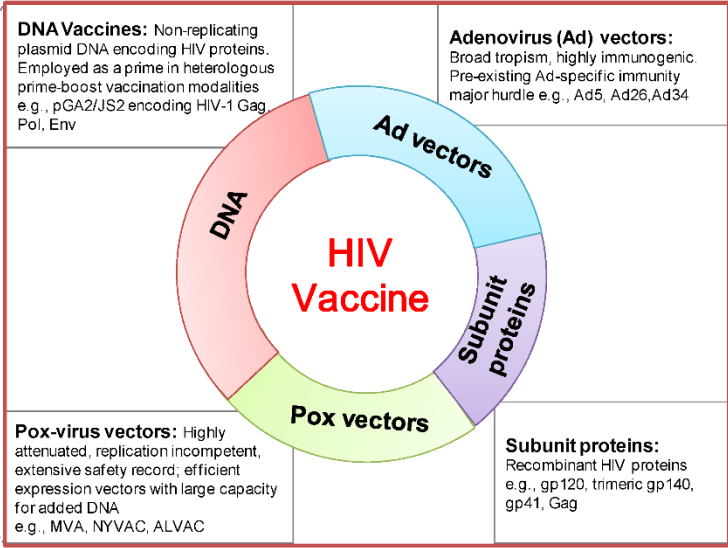 DNA Vaccines: Non-replicating
plasmid DNA encoding HIV proteins.
Employed as a prime in heterologous
prime-boost vaccination modalities
e.g., pGA2/JS2 encoding HIV-1 Gag,
Pol, Env
Adenovirus (Ad) vectors:
Broad tropism, highly immunogenic.
Pre-existing Ad-specific immunity
major hurdle e.g., Ad5, Ad26,Ad34
Ad vectors
DNA
HIV
Vaccine
Subunit
proteins
Pox vectors
Pox-virus vectors: Highly
attenuated, replication incompetent,
extensive safety record; efficient
expression vectors with large capacity
for added DNA
e.g., MVA, NYVAC, ALVAC
Subunit proteins:
Recombinant HIV proteins
e.g., gp120, trimeric gp140,
gp41, Gag